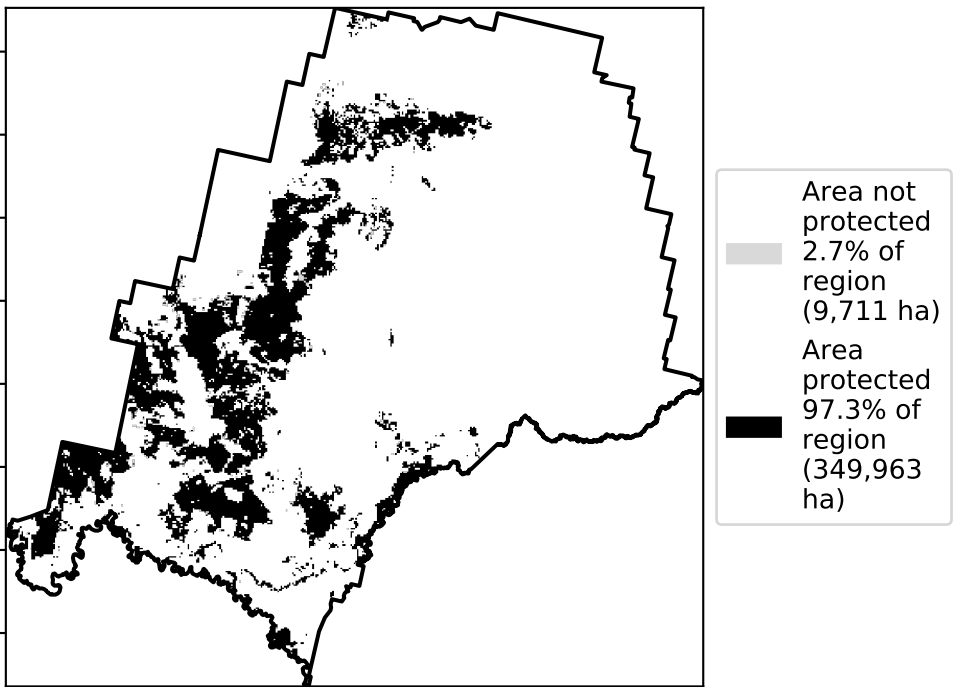 Area not
protected
2.7% of
region
(9,711 ha)
Area
protected
97.3% of
region
(349,963
ha)